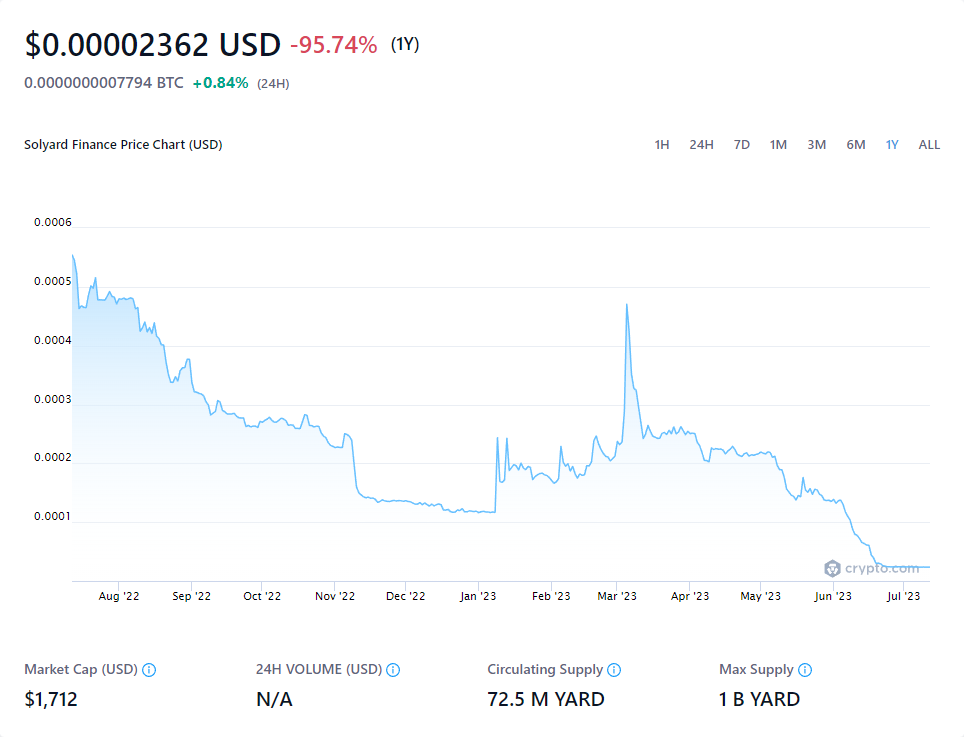 $0.00002362 USD -95.74% (1Y)
0.0000000007794 BTC +0.84% (24H)
Solyard Finance Price Chart (USD) 1H 24H 7D 1M 3M 6M 1Y ALL
0.0006
0.0005
0.0004
0.0003
0.0002
0.0001
crypto.com
Aug '22 Sep '22 Oct '22 Nov '22 Dec '22 Jan '23 Feb '23 Mar '23 Apr '23 May '23 Jun '23 Jul '23
Market Cap (USD) 24H VOLUME (USD) Circulating Supply Max Supply
$1,712 N/A 72.5 M YARD 1 B YARD